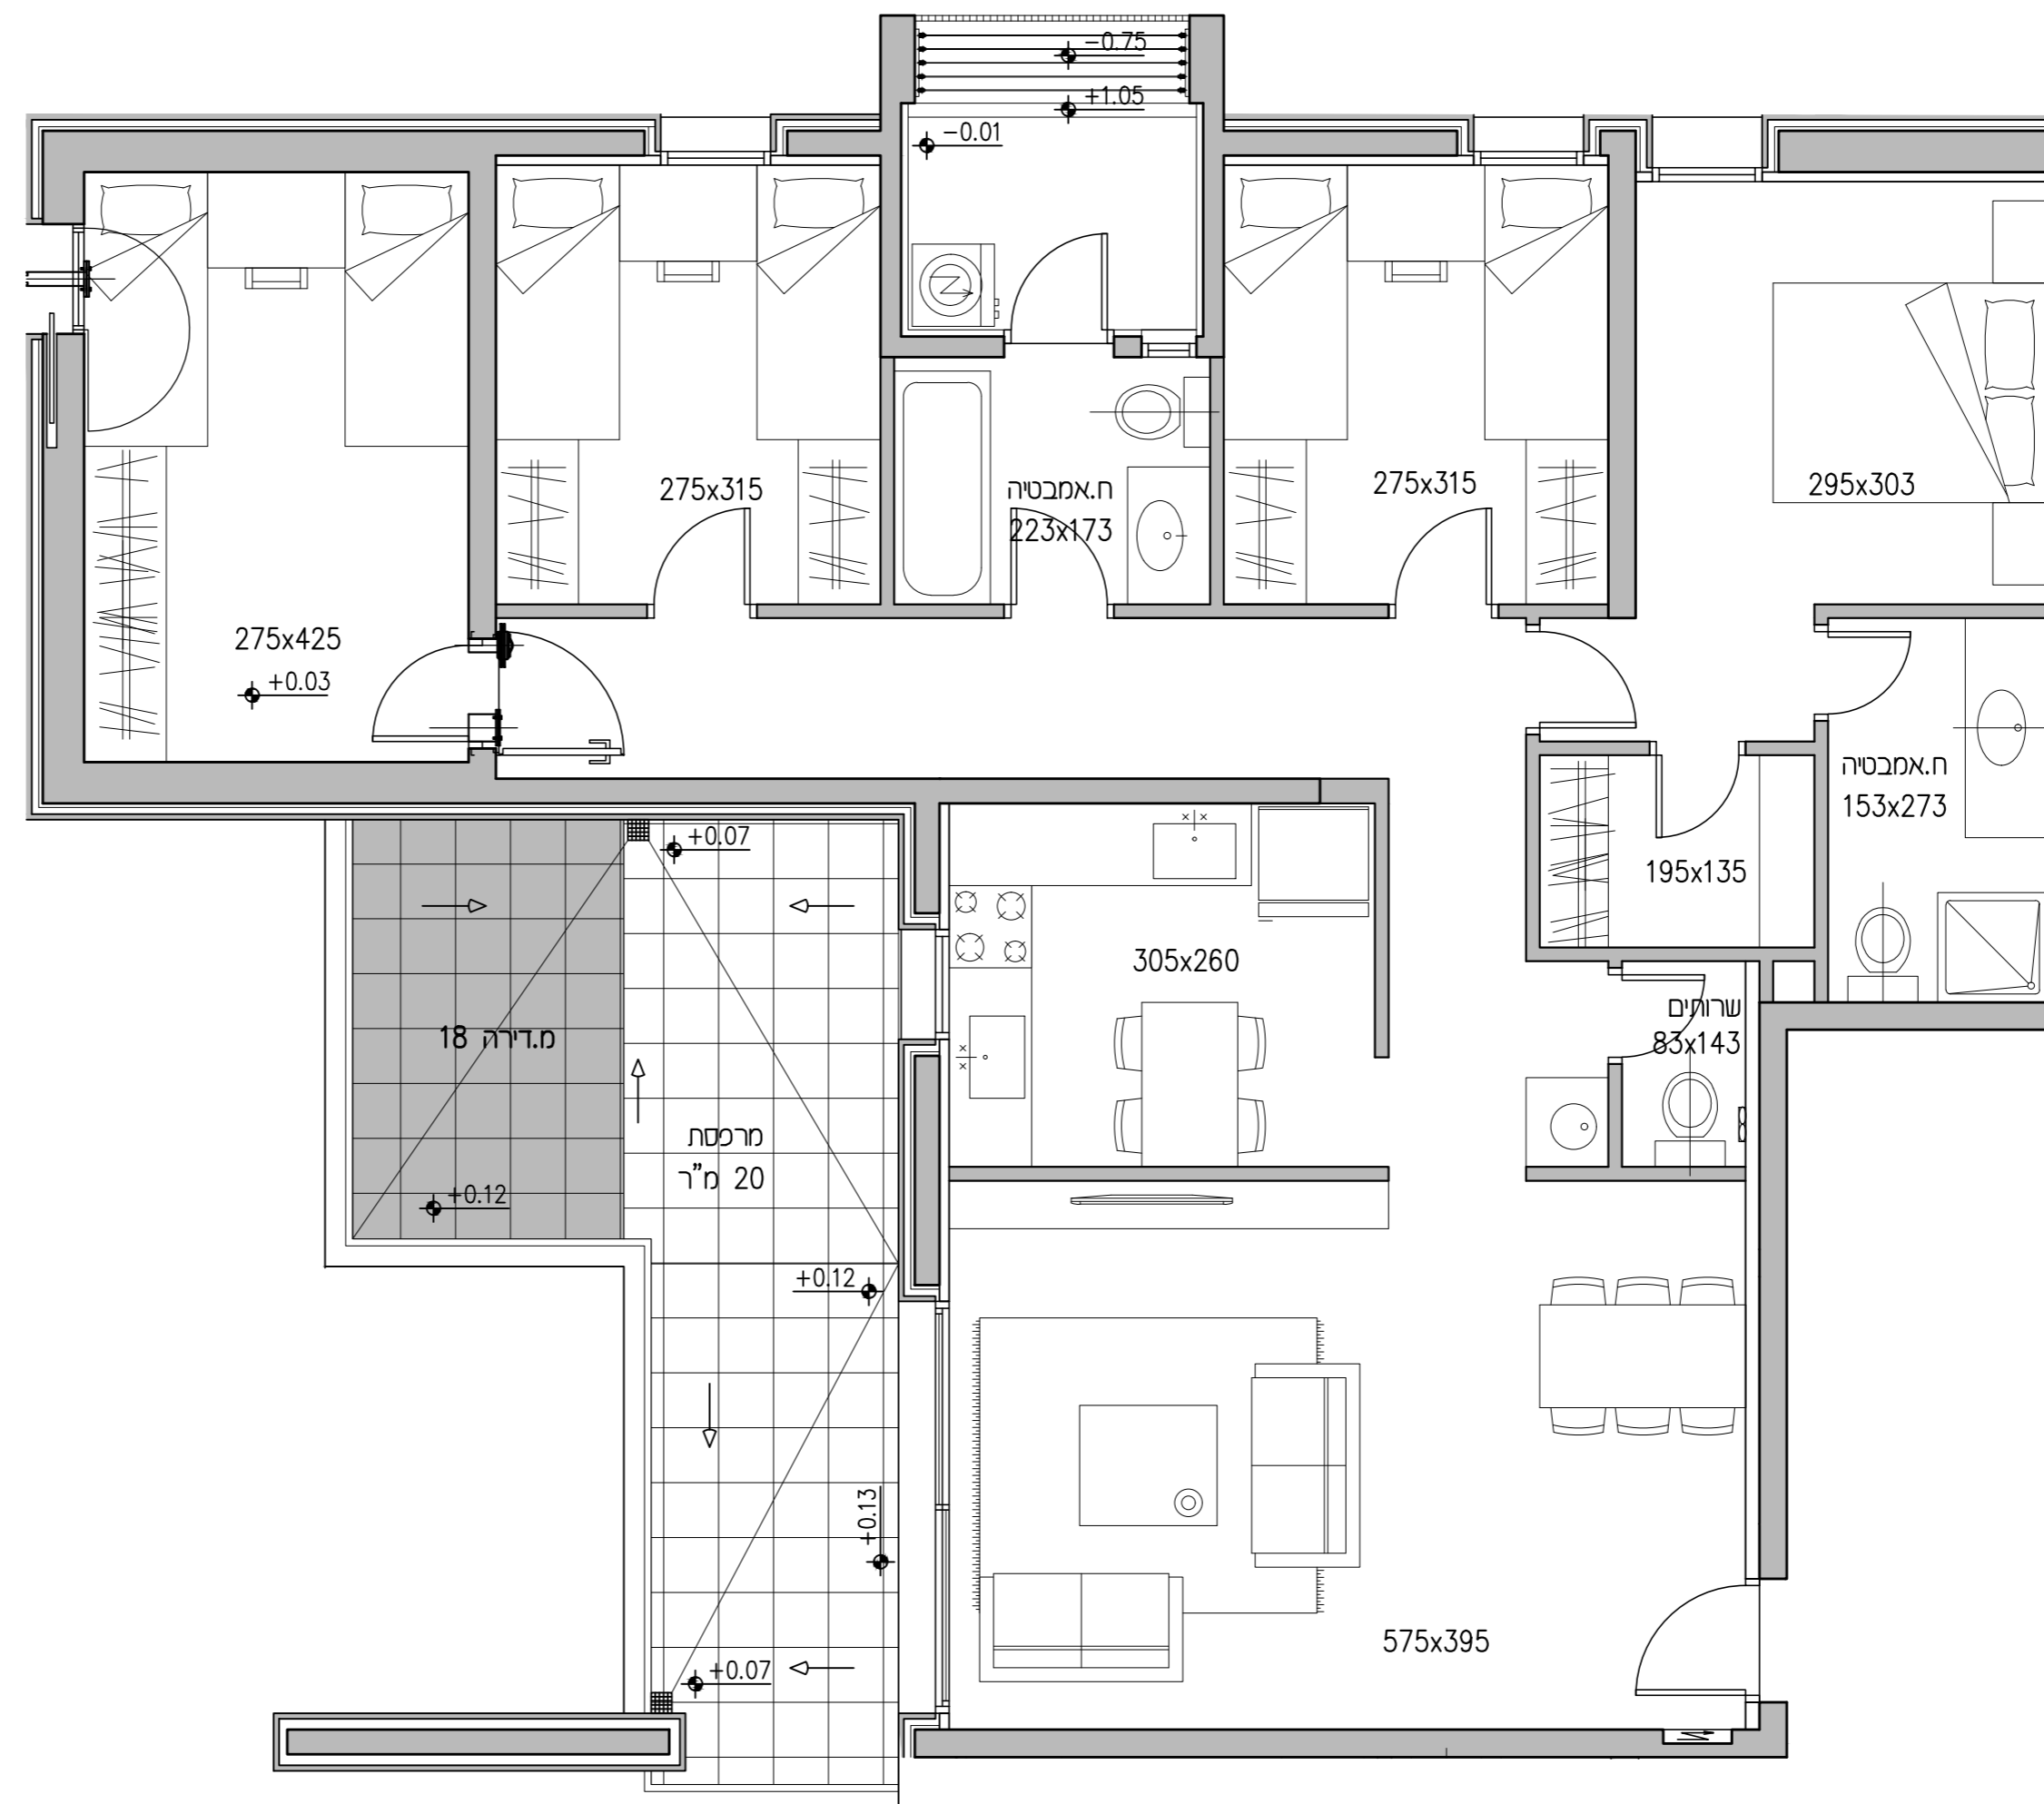 -0.75
+1.05
-0.01
275x315
ח.אמבטיה
223x173
275x315
295x303
275x425
+0.03
ח.אמבטיה
153x273
+0.07
195x135
305x260
שרותים
83x143
מ.דירה 18
מרפסת
20 מ"ר
+0.12
+0.12
+0.13
575x395
+0.07